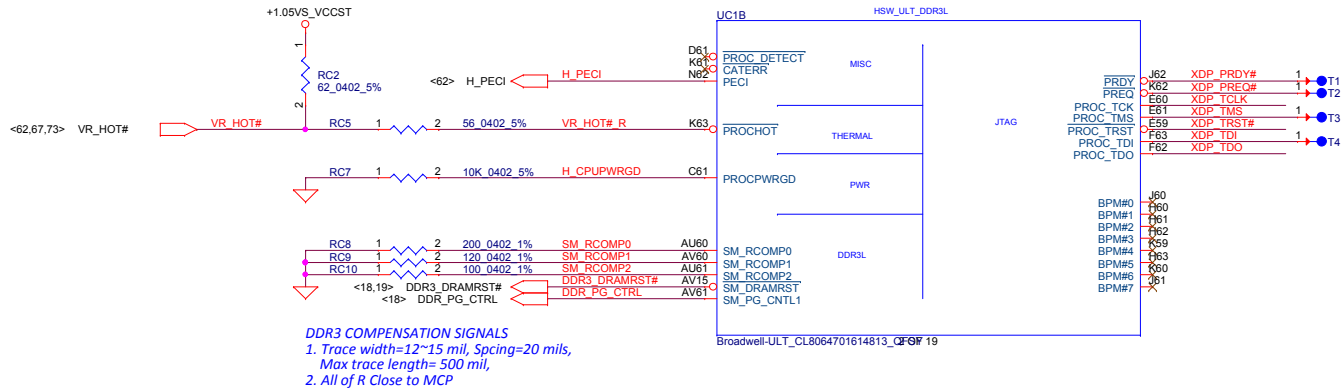 UC1B
HSW_ULT_DDR3L
+1.05VS_VCCST
1
RC2
62_0402_5%
2
<62> H_PECI
H_PECI
D61
PROC_DETECT
K61
CATERR
N62
PECI
MISC
<62,67,73> VR_HOT#
VR_HOT#
RC5 1 2 56_0402_5% VR_HOT#_R K63
PROCHOT
THERMAL
RC7 1 2 10K_0402_5% H_CPUPWRGD C61
PROCPWRGD
PWR
RC8 1 2 200_0402_1% SM_RCOMP0 AU60
SM_RCOMP0
RC9 1 2 120_0402_1% SM_RCOMP1 AV60
SM_RCOMP1
RC10 1 2 100_0402_1% SM_RCOMP2 AU61
SM_RCOMP2
<18,19> DDR3_DRAMRST# DDR3_DRAMRST# AV15
SM_DRAMRST
<18> DDR_PG_CTRL DDR_PG_CTRL AV61
SM_PG_CNTL1
DDR3L
JTAG
PRDY J62 XDP_PRDY# 1 T1
PREQ K62 XDP_PREQ# 1 T2
PROC_TCK E60 XDP_TCLK
PROC_TMS E61 XDP_TMS 1 T3
PROC_TRST E59 XDP_TRST#
PROC_TDI F63 XDP_TDI 1 T4
PROC_TDO F62 XDP_TDO
BPM#0 J60
BPM#1 H60
BPM#2 H61
BPM#3 H62
BPM#4 K59
BPM#5 H63
BPM#6 K60
BPM#7 J61
Broadwell-ULT_CL8064701614813_QFSY
2 OF 19
DDR3 COMPENSATION SIGNALS
1. Trace width=12~15 mil, Spcing=20 mils,
Max trace length= 500 mil,
2. All of R Close to MCP